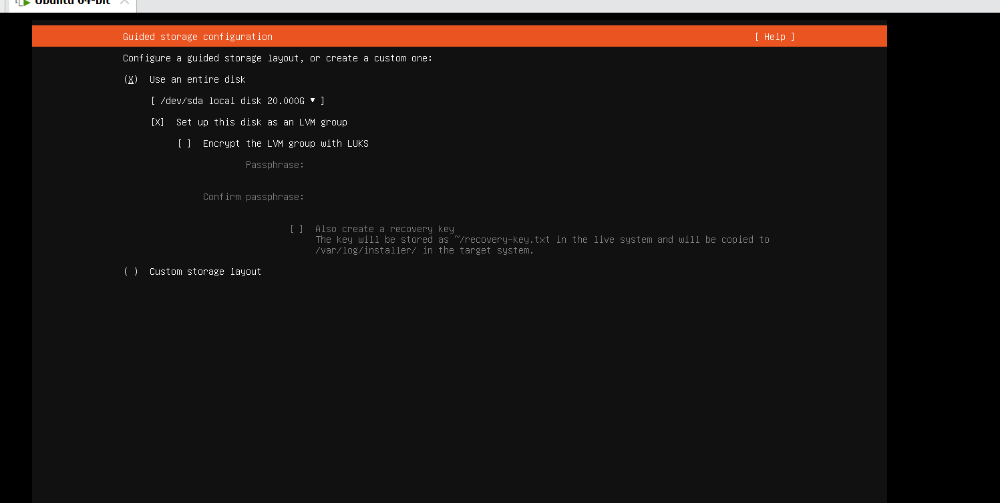 Ubuntu 64-bit
Guided storage configuration [ Help ]
Configure a guided storage layout, or create a custom one:
(X) Use an entire disk
[ /dev/sda local disk 20.000G ▾ ]
[X] Set up this disk as an LVM group
[ ] Encrypt the LVM group with LUKS
Passphrase:
Confirm passphrase:
[ ] Also create a recovery key
The key will be stored as ~/recovery-key.txt in the live system and will be copied to
/var/log/installer/ in the target system.
( ) Custom storage layout